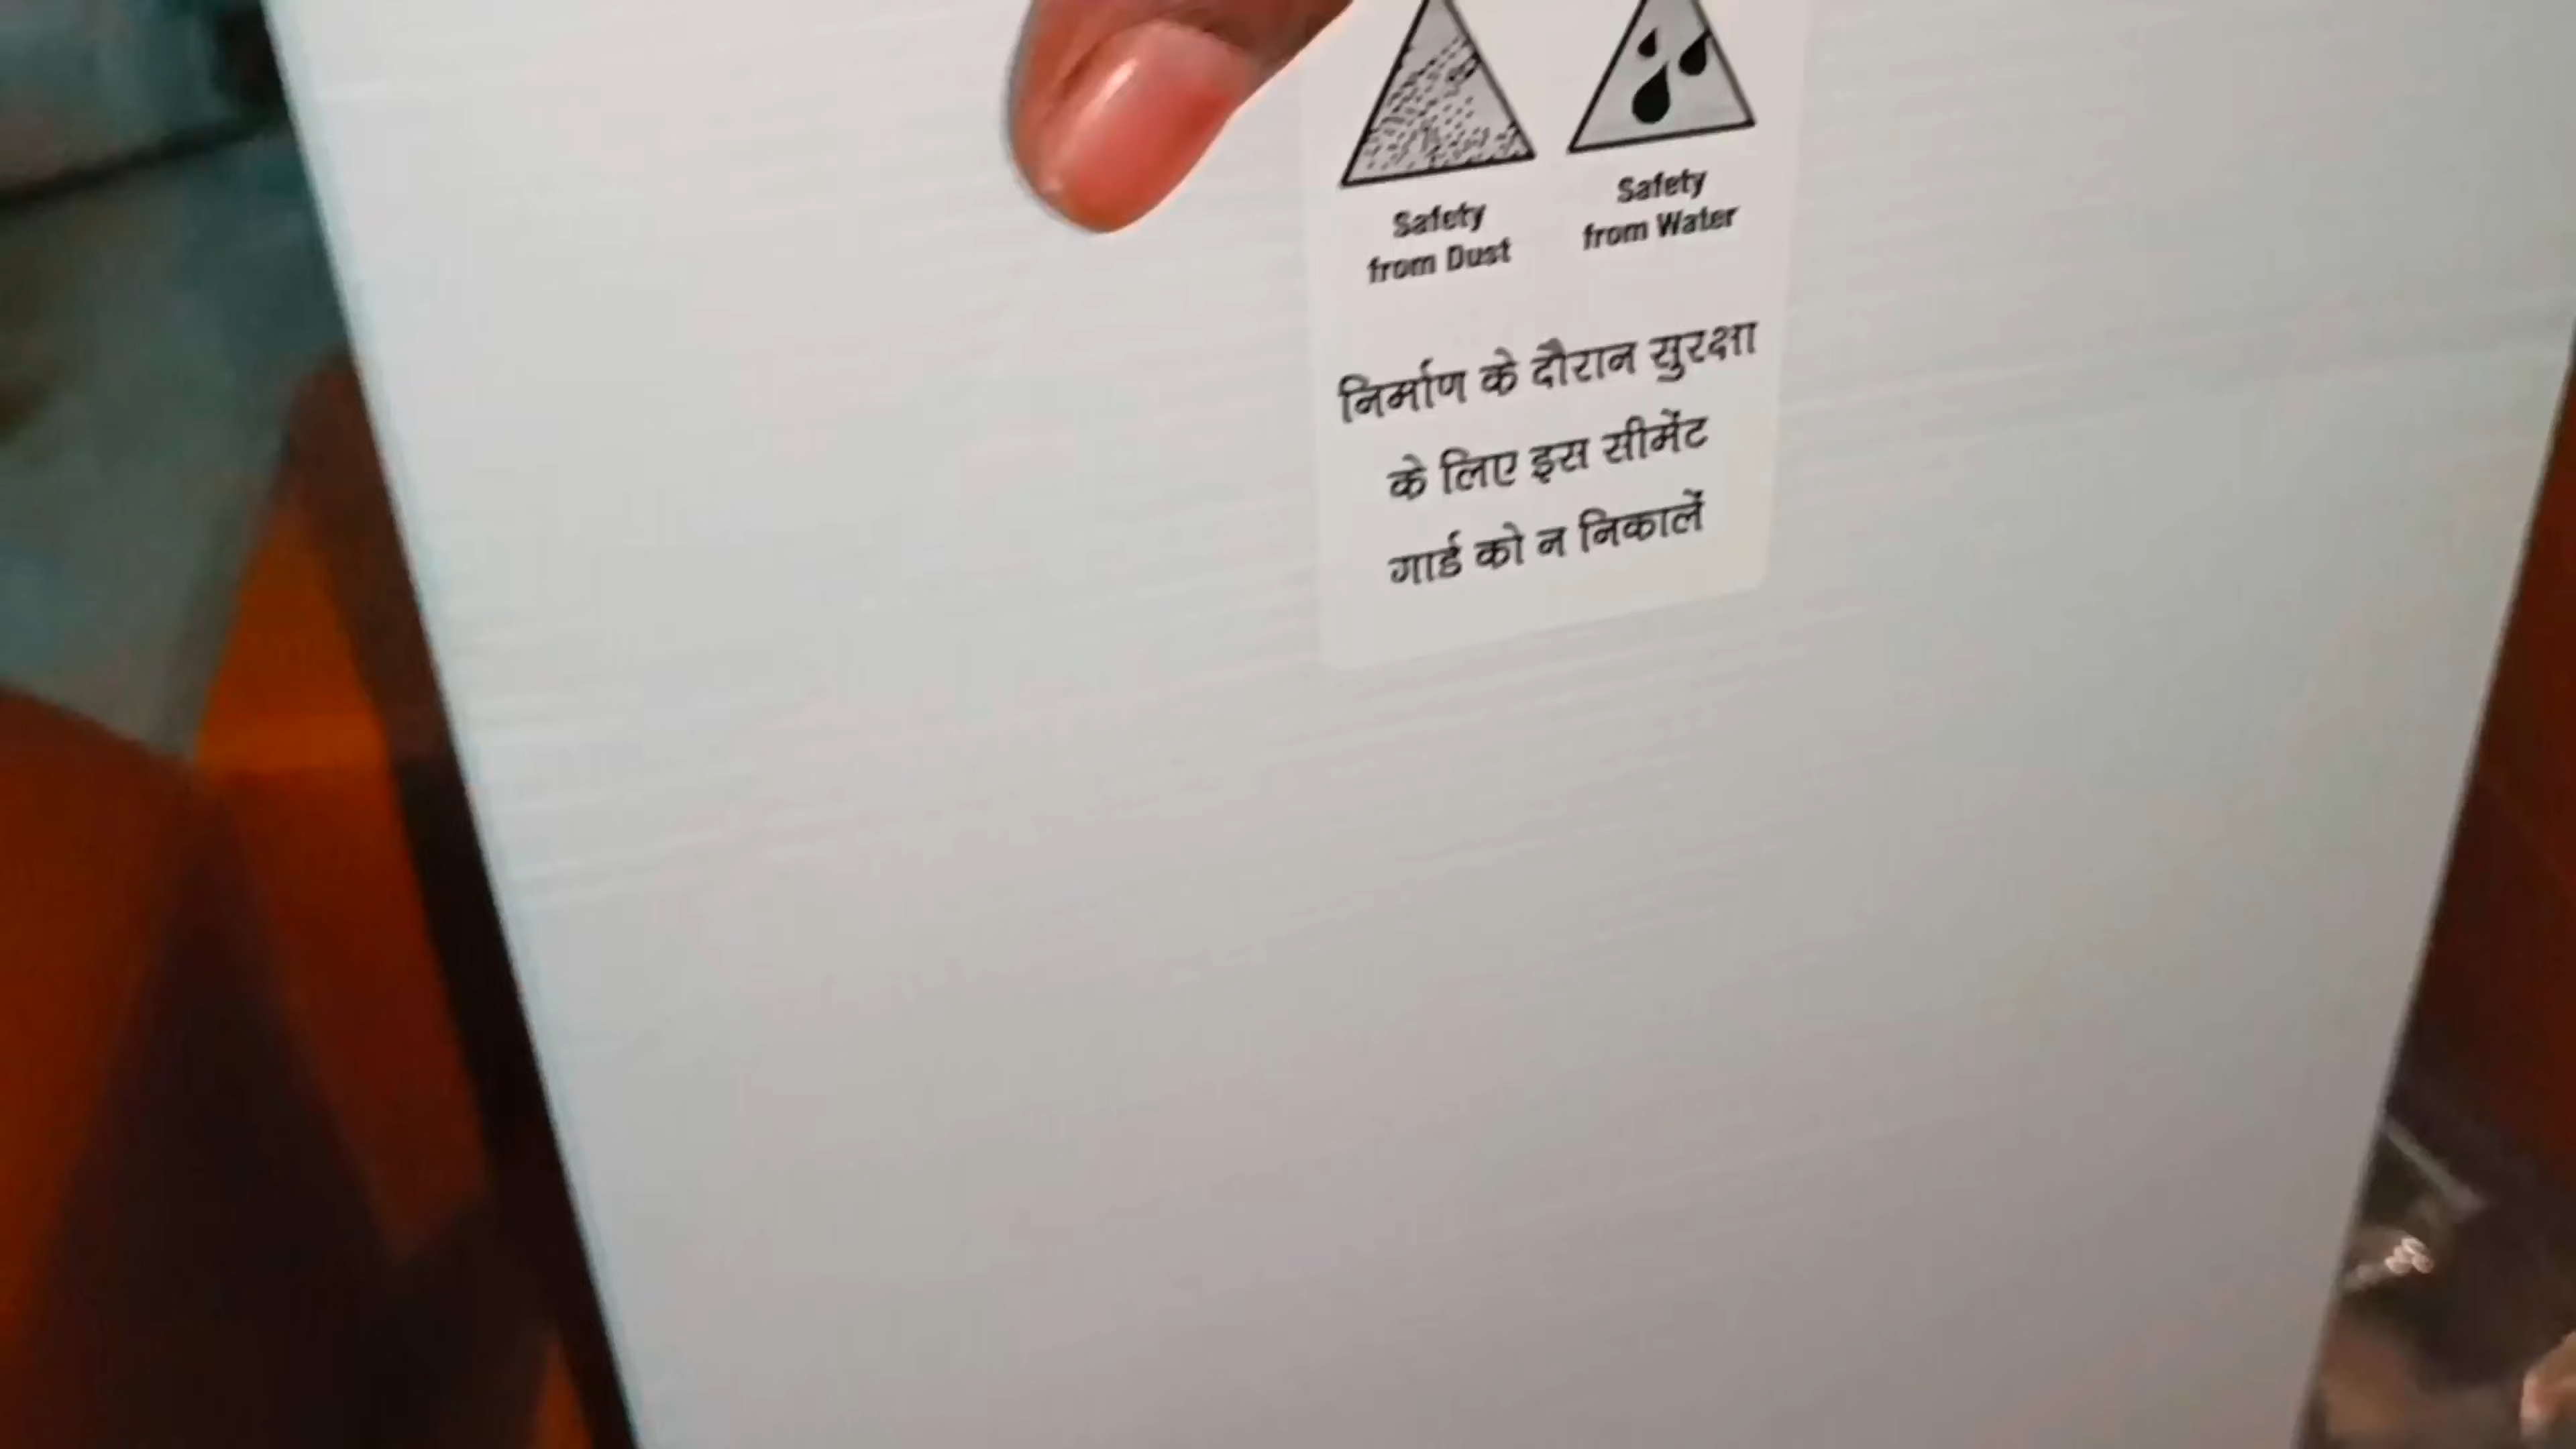 Safety
from Dust
Safety
from Water
निर्माण के दौरान सुरक्षा
के लिए इस सीमेंट
गार्ड को न निकालें